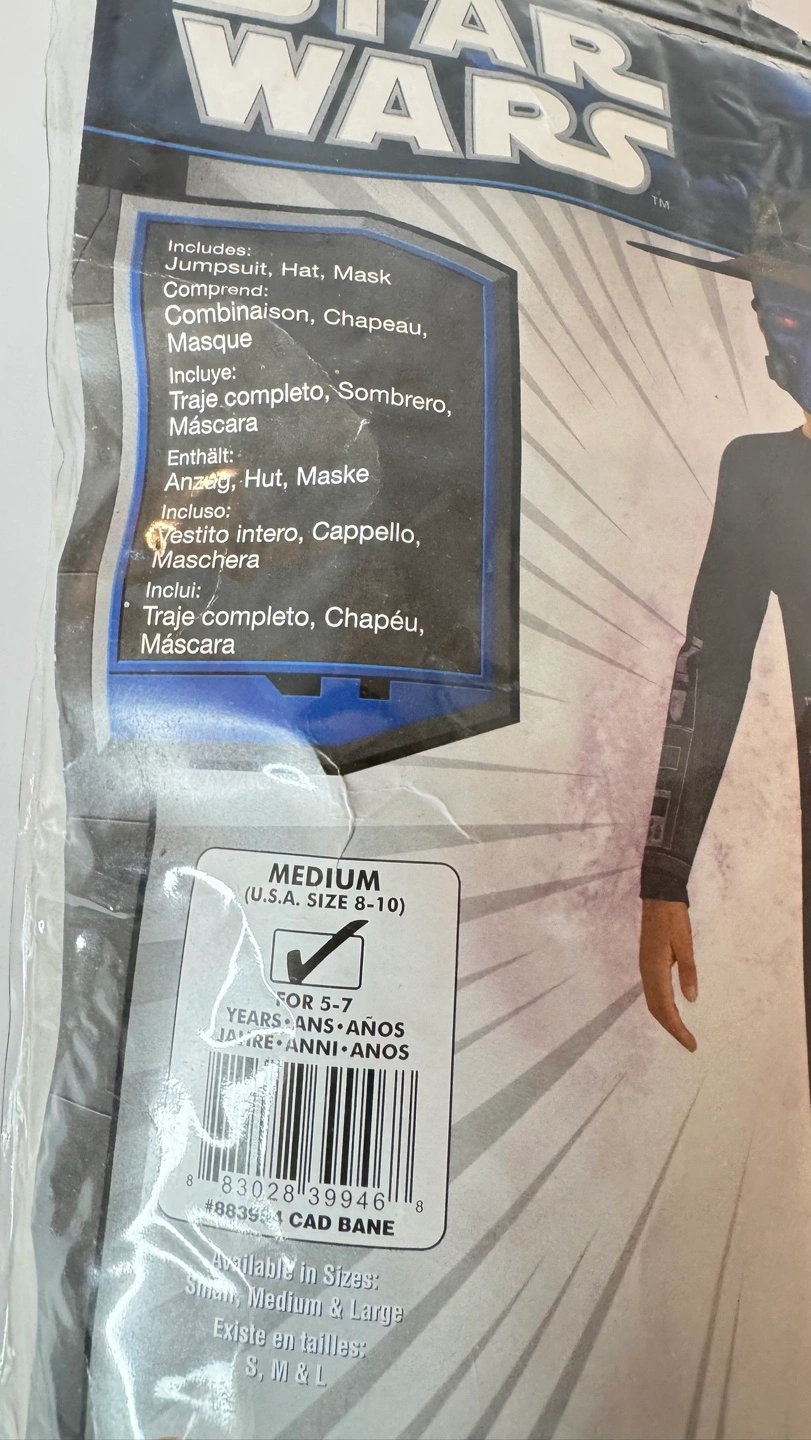 STAR
WARS
TM
Includes:
Jumpsuit, Hat, Mask
Comprend:
Combinaison, Chapeau,
Masque
Incluye:
Traje completo, Sombrero,
Máscara
Enthält:
Anzug, Hut, Maske
Incluso:
Vestito intero, Cappello,
Maschera
Inclui:
Traje completo, Chapéu,
Máscara
MEDIUM
(U.S.A. SIZE 8-10)
FOR 5-7
YEARS•ANS•AÑOS
JAHRE•ANNI•ANOS
8 83028 39946 8
CAD BANE
Available in Sizes:
Small, Medium & Large
Existe en tailles:
S, M & L